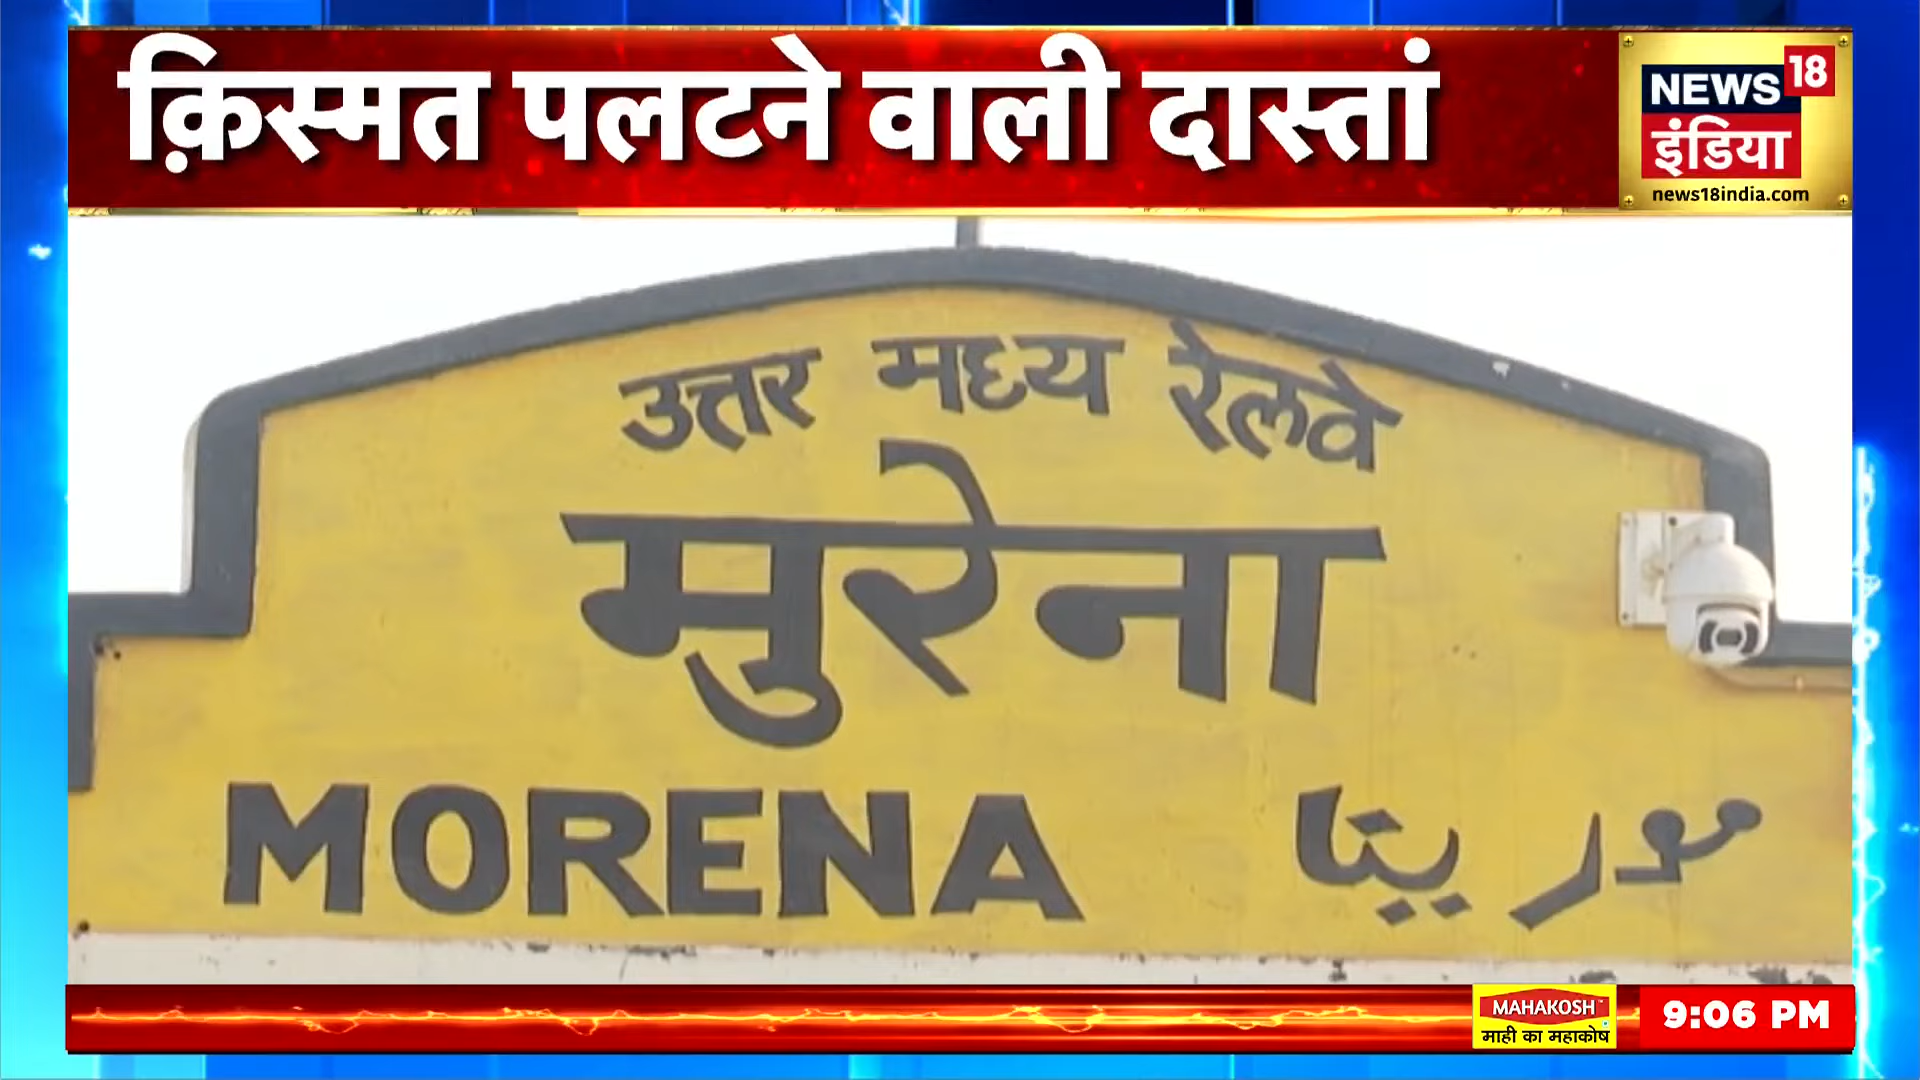 क़िस्मत पलटने वाली दास्तां
NEWS 18
इंडिया
news18india.com
उत्तर मध्य रेलवे
मुरेना
MORENA مورینا
MAHAKOSH
माही का महाकोष
9:06 PM